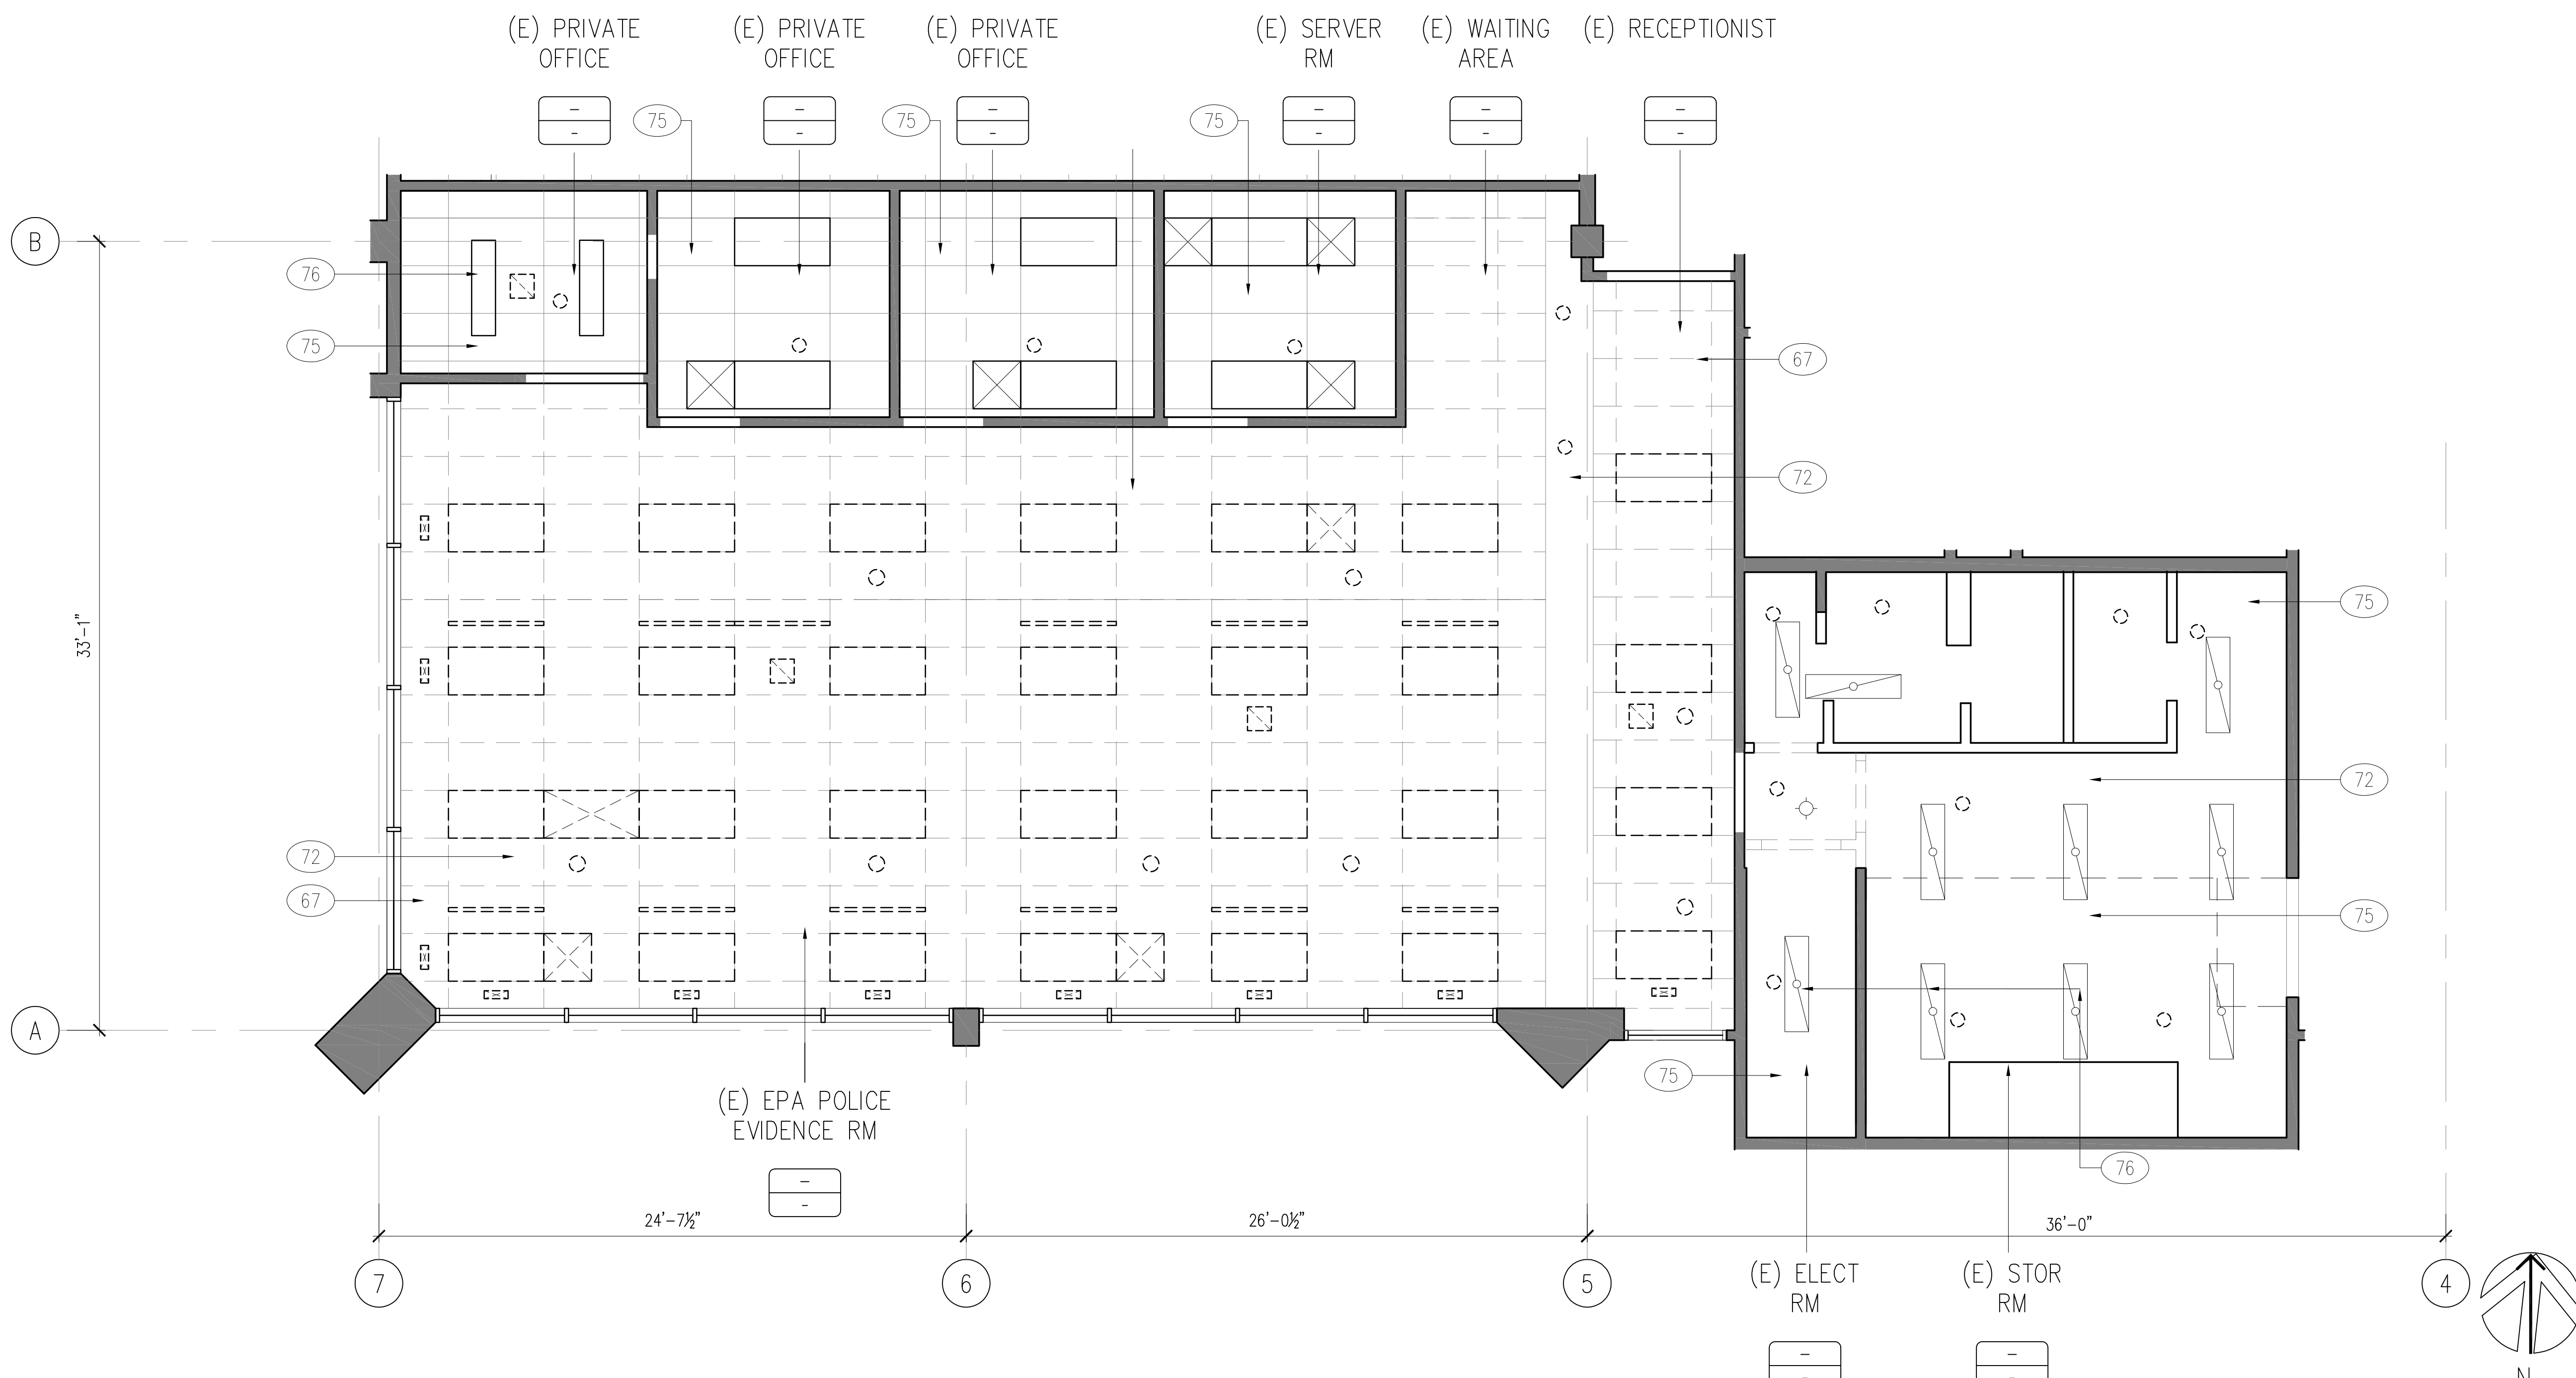 (E) PRIVATE
OFFICE
(E) PRIVATE
OFFICE
(E) PRIVATE
OFFICE
(E) SERVER
RM
(E) WAITING
AREA
(E) RECEPTIONIST
-
-
75
-
-
75
-
-
75
-
-
-
-
-
-
B
76
75
67
72
33'-1"
75
72
72
67
75
A
75
(E) EPA POLICE
EVIDENCE RM
-
-
76
24'-7½"
26'-0½"
36'-0"
7
6
5
4
(E) ELECT
RM
(E) STOR
RM
-
-
-
-
N